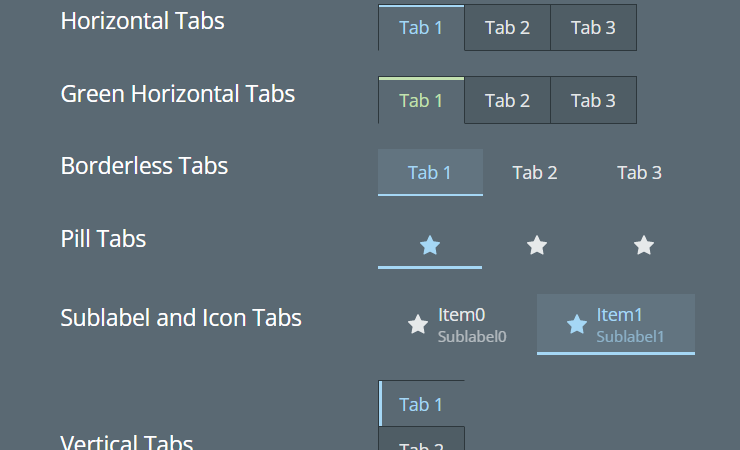 Horizontal Tabs Tab 1 Tab 2 Tab 3
Green Horizontal Tabs Tab 1 Tab 2 Tab 3
Borderless Tabs Tab 1 Tab 2 Tab 3
Pill Tabs
Sublabel and Icon Tabs Item0 Item1
Sublabel0 Sublabel1
Tab 1
Vertical Tabs Tab 2